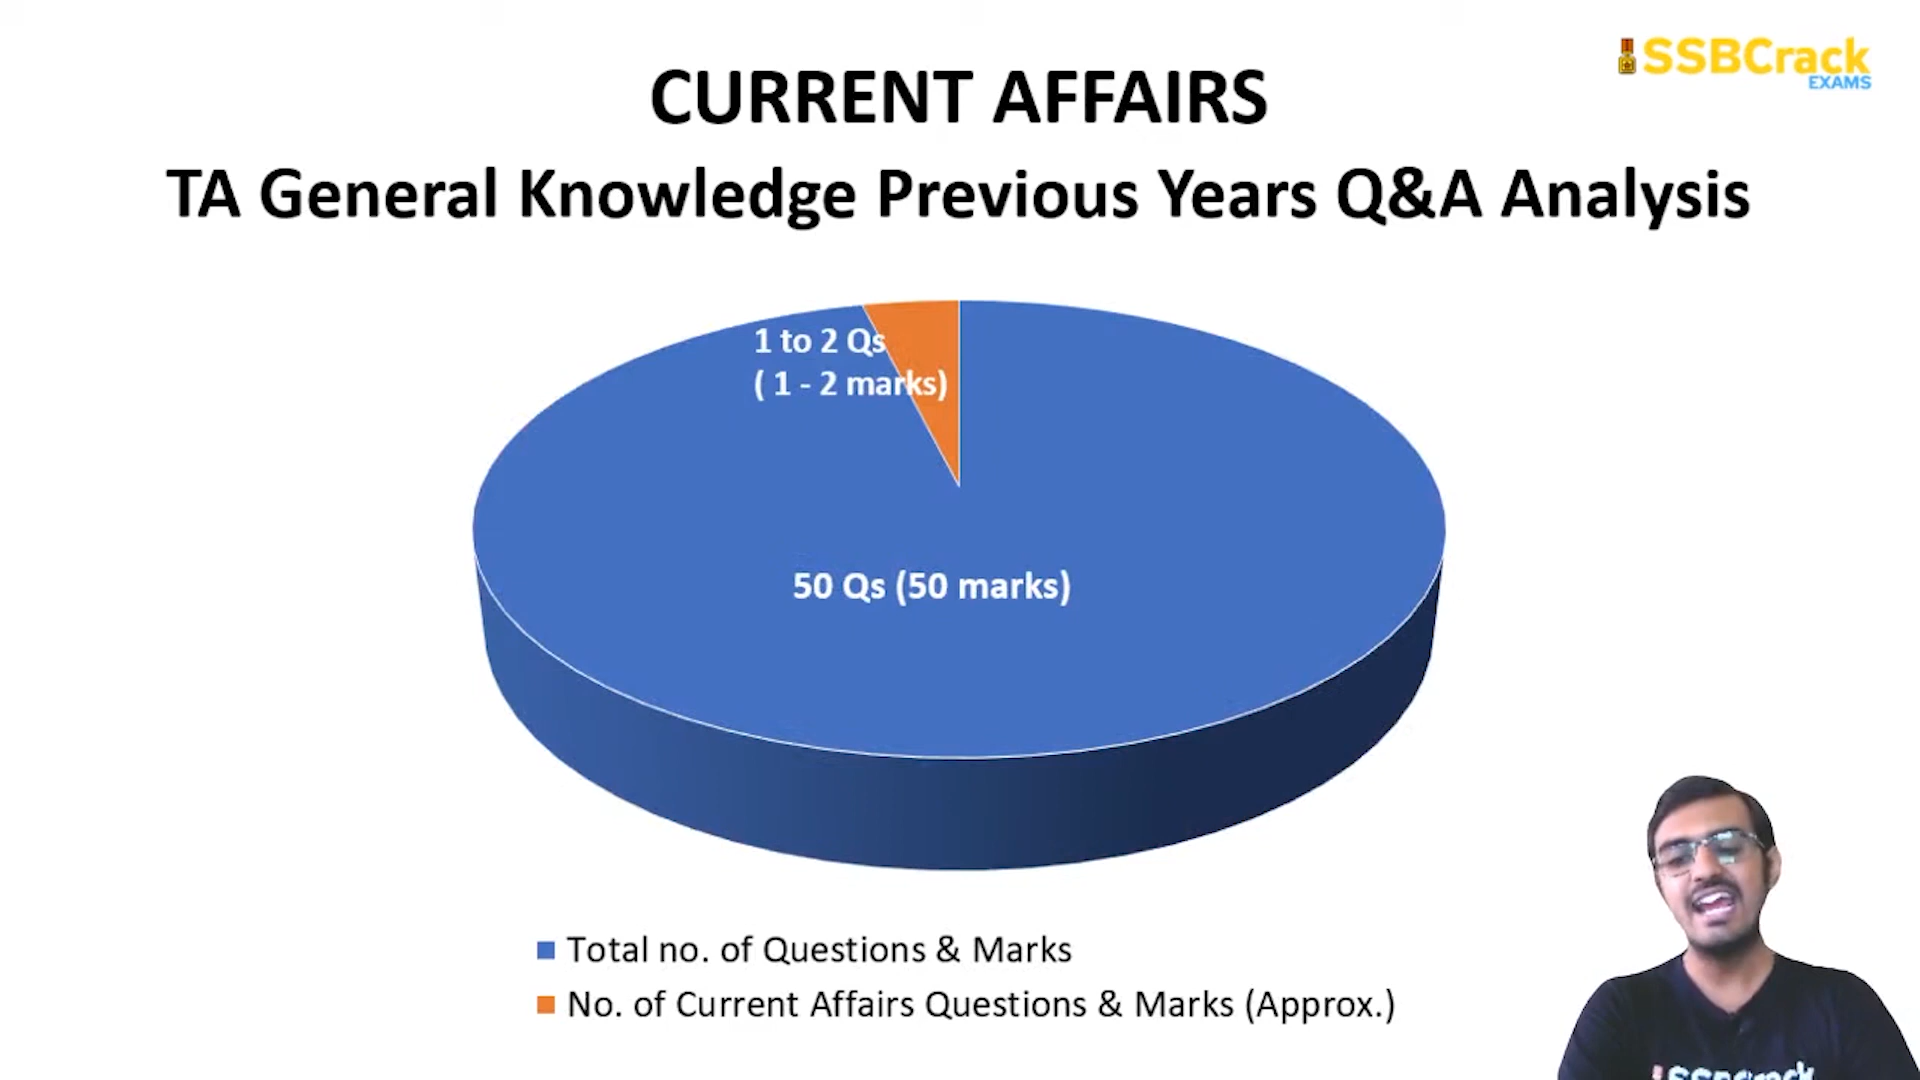 SSBCrack
EXAMS
CURRENT AFFAIRS
TA General Knowledge Previous Years Q&A Analysis
1 to 2 Qs
( 1 - 2 marks)
50 Qs (50 marks)
Total no. of Questions & Marks
No. of Current Affairs Questions & Marks (Approx.)
SSBCrack